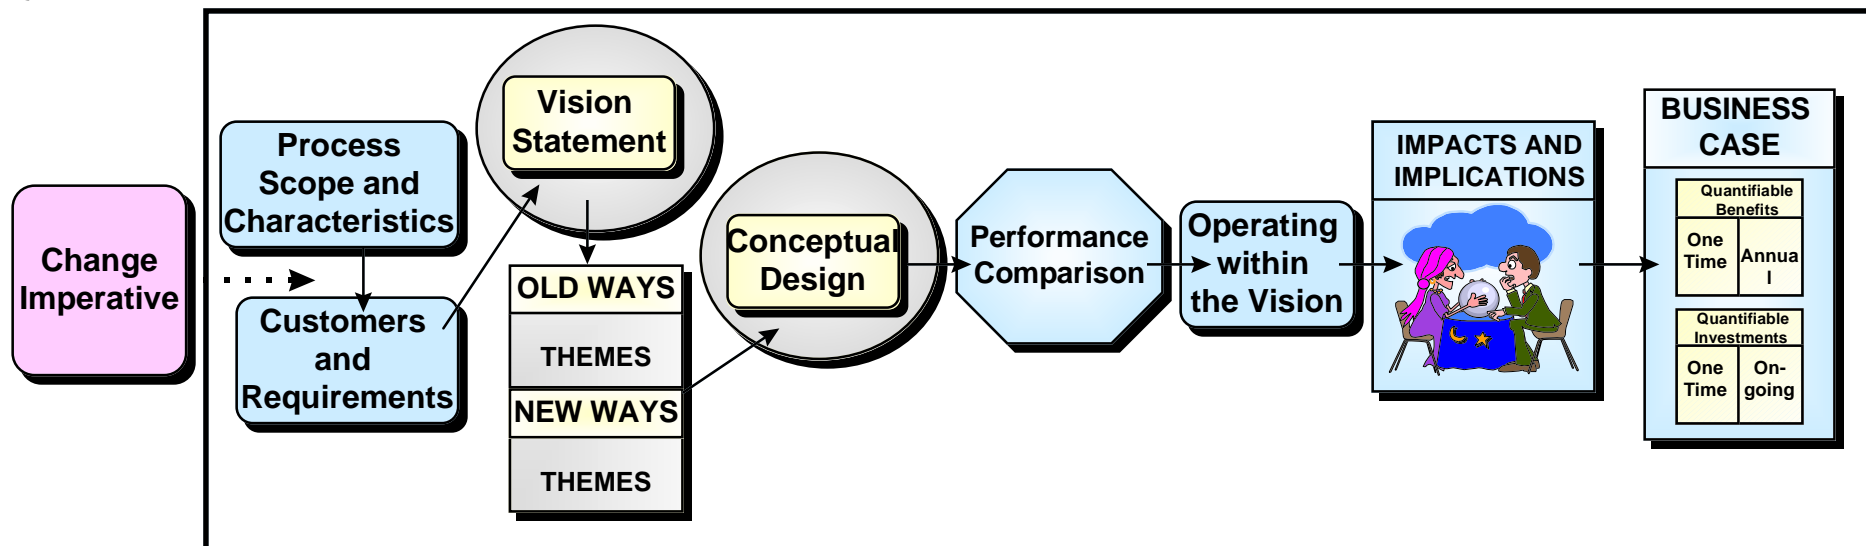 Change
Imperative
Process
Scope and
Characteristics
Customers
and
Requirements
Vision
Statement
OLD WAYS
THEMES
NEW WAYS
THEMES
Conceptual
Design
Performance
Comparison
Operating
within
the Vision
IMPACTS AND
IMPLICATIONS
BUSINESS
CASE
Quantifiable
Benefits
One
Time
Annua
l
Quantifiable
Investments
One
Time
On-
going